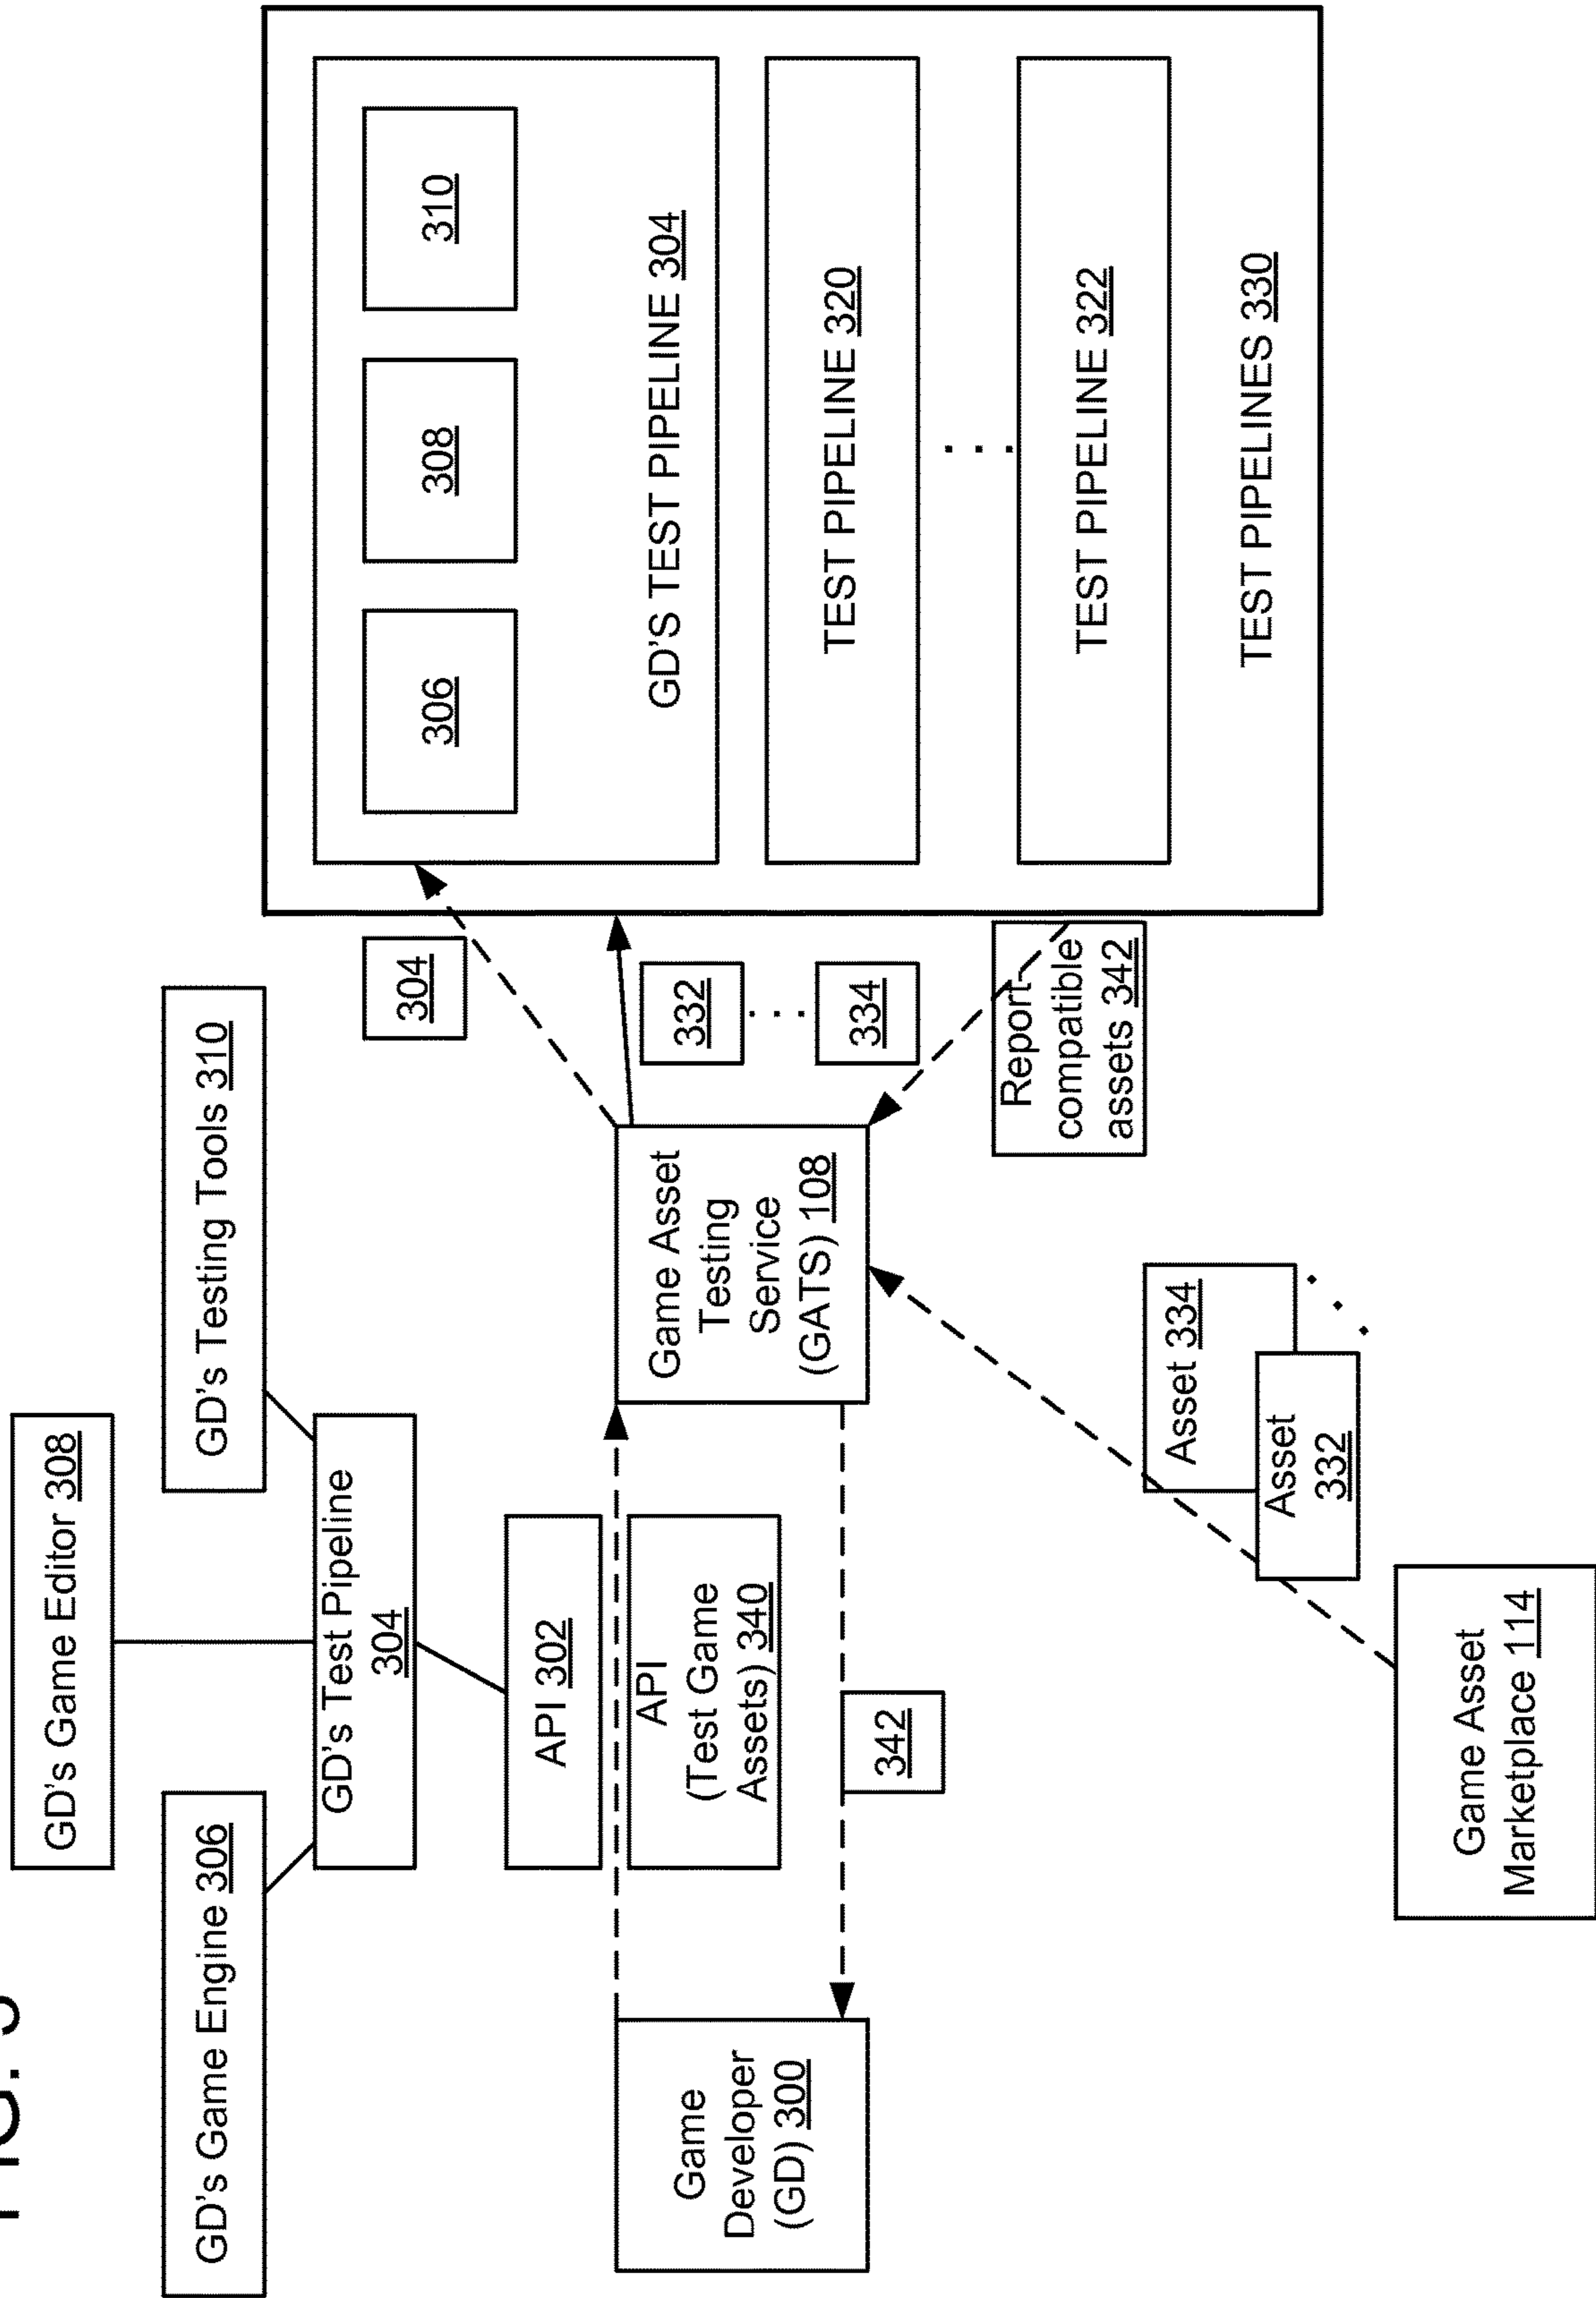 GD's Game Editor 308
GD's Game Engine 306
GD's Testing Tools 310
GD's Test Pipeline
304
API 302
API
(Test Game
Assets) 340
Game
Developer
(GD) 300
342
Game Asset
Testing
Service
(GATS) 108
304
332
. . .
334
Report-
compatible
assets 342
306
308
310
GD'S TEST PIPELINE 304
TEST PIPELINE 320
. . .
TEST PIPELINE 322
TEST PIPELINES 330
Asset 334
Asset
332
. . .
Game Asset
Marketplace 114